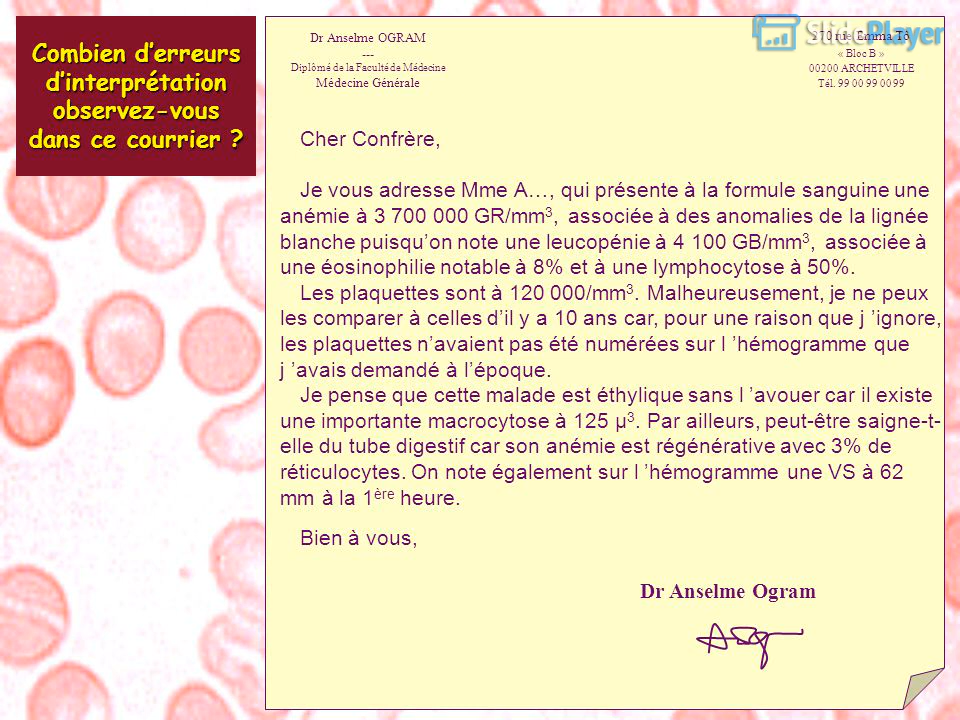 Combien d’erreurs
d’interprétation
observez-vous
dans ce courrier ?
Dr Anselme OGRAM
---
Diplômé de la Faculté de Médecine
Médecine Générale
SlidePlayer
270 rue Emma Tô
« Bloc B »
00200 ARCHETVILLE
Tél. 99 00 99 00 99
Cher Confrère,
Je vous adresse Mme A…, qui présente à la formule sanguine une
anémie à 3 700 000 GR/mm³, associée à des anomalies de la lignée
blanche puisqu’on note une leucopénie à 4 100 GB/mm³, associée à
une éosinophilie notable à 8% et à une lymphocytose à 50%.
Les plaquettes sont à 120 000/mm³. Malheureusement, je ne peux
les comparer à celles d’il y a 10 ans car, pour une raison que j ’ignore,
les plaquettes n’avaient pas été numérées sur l ’hémogramme que
j ’avais demandé à l’époque.
Je pense que cette malade est éthylique sans l ’avouer car il existe
une importante macrocytose à 125 µ³. Par ailleurs, peut-être saigne-t-
elle du tube digestif car son anémie est régénérative avec 3% de
réticulocytes. On note également sur l ’hémogramme une VS à 62
mm à la 1ère heure.
Bien à vous,
Dr Anselme Ogram